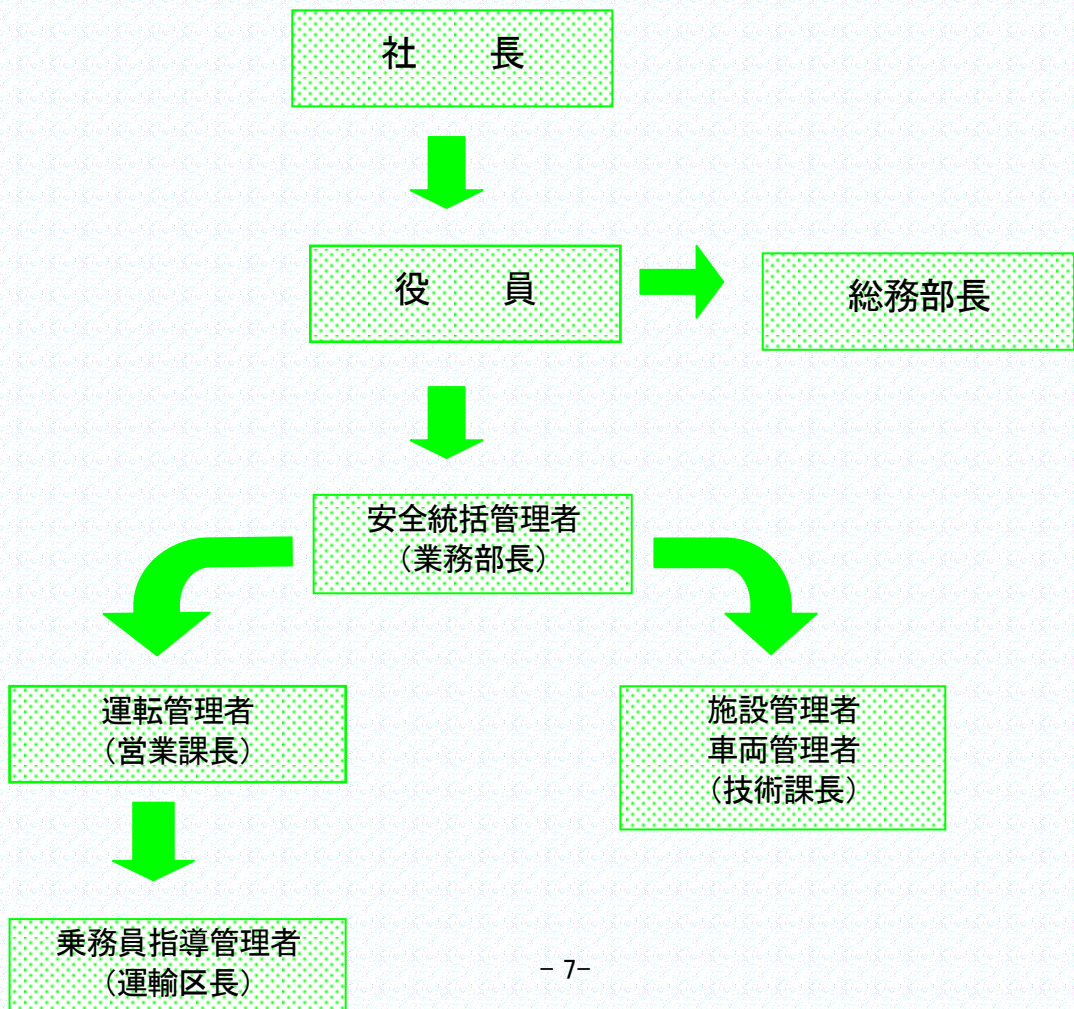 社　　長
役　　員
総務部長
安全統括管理者
（業務部長）
運転管理者
（営業課長）
施設管理者
車両管理者
（技術課長）
乗務員指導管理者
（運輸区長）
－7－